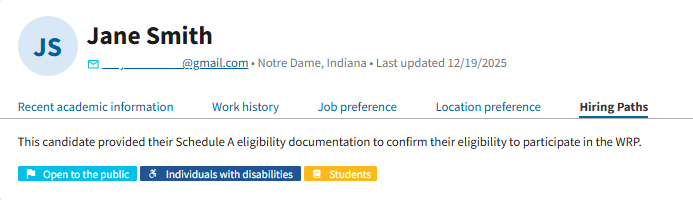 JS
Jane Smith
@gmail.com • Notre Dame, Indiana • Last updated 12/19/2025
Recent academic information Work history Job preference Location preference Hiring Paths
This candidate provided their Schedule A eligibility documentation to confirm their eligibility to participate in the WRP.
Open to the public Individuals with disabilities Students